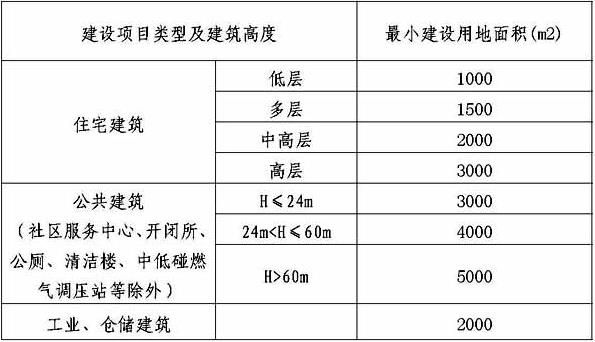 建设项目类型及建筑高度 最小建设用地面积(m2)
住宅建筑 低层 1000
多层 1500
中高层 2000
高层 3000
公共建筑
(社区服务中心、开闭所、
公厕、清洁楼、中低碰燃
气调压站等除外)
H≤24m 3000
24m<H≤60m 4000
H>60m 5000
工业、仓储建筑 2000